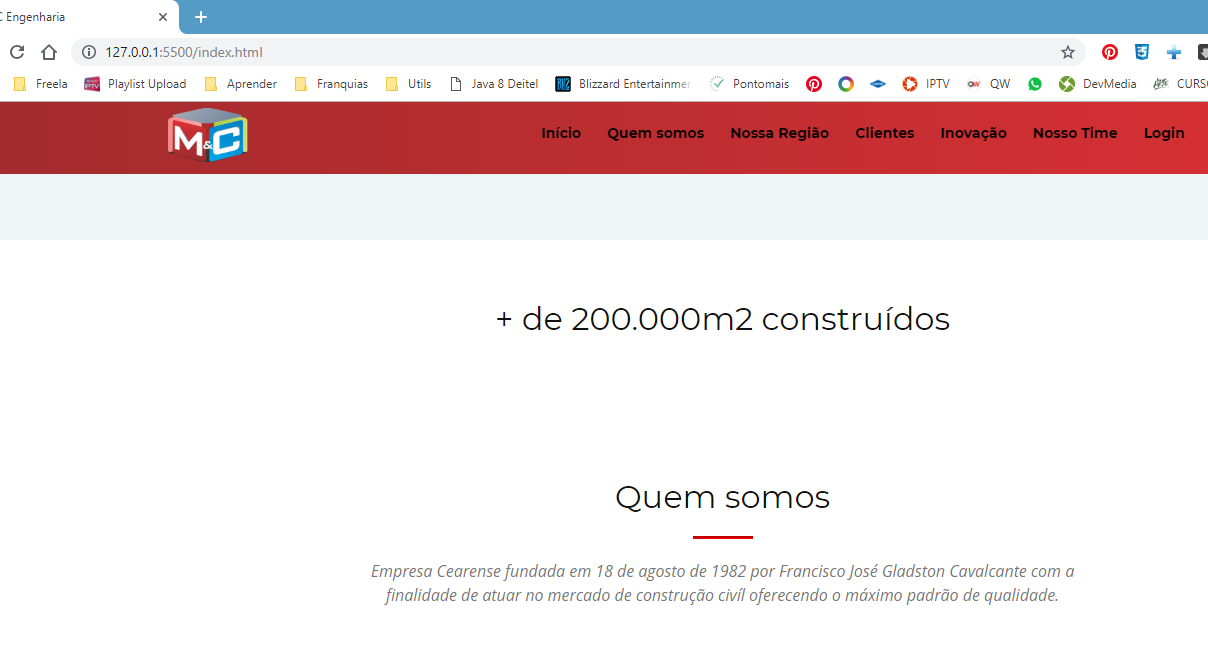 C Engenharia
127.0.0.1:5500/index.html
Freela Playlist Upload Aprender Franquias Utils Java 8 Deitel Blizzard Entertainmer Pontomais IPTV QW DevMedia CURSO
M&C Início Quem somos Nossa Região Clientes Inovação Nosso Time Login
+ de 200.000m2 construídos
Quem somos
Empresa Cearense fundada em 18 de agosto de 1982 por Francisco José Gladston Cavalcante com a
finalidade de atuar no mercado de construção civíl oferecendo o máximo padrão de qualidade.